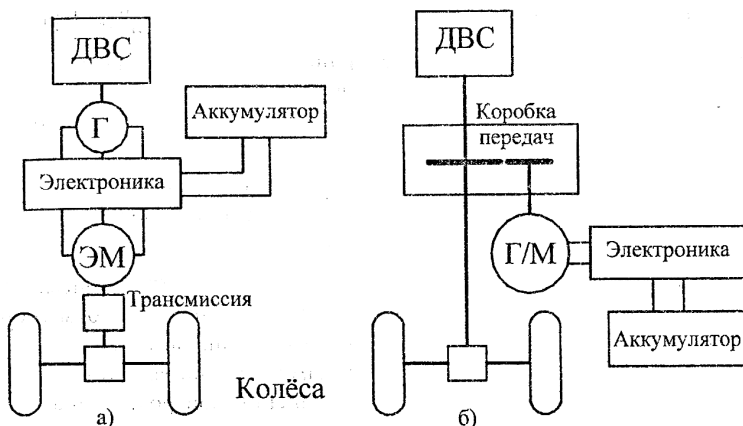 ДВС
Г
Аккумулятор
Электроника
ЭМ
Трансмиссия
Колёса
а)
ДВС
Коробка
передач
Г/М
Электроника
Аккумулятор
б)